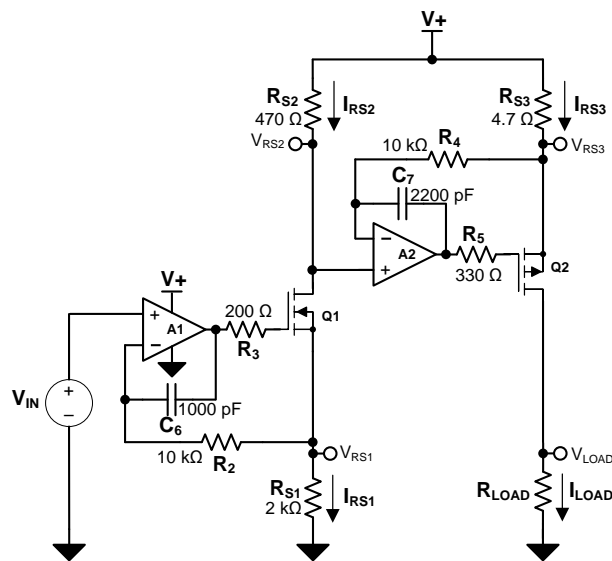 V+
RS2
470 Ω
IRS2
VRS2
RS3
4.7 Ω
IRS3
VRS3
10 kΩ
R4
C7
2200 pF
−
+
A2
R5
330 Ω
Q2
V+
+
−
A1
200 Ω
R3
Q1
VIN
+
−
1000 pF
C6
10 kΩ
R2
VRS1
RS1
2 kΩ
IRS1
VLOAD
RLOAD
ILOAD